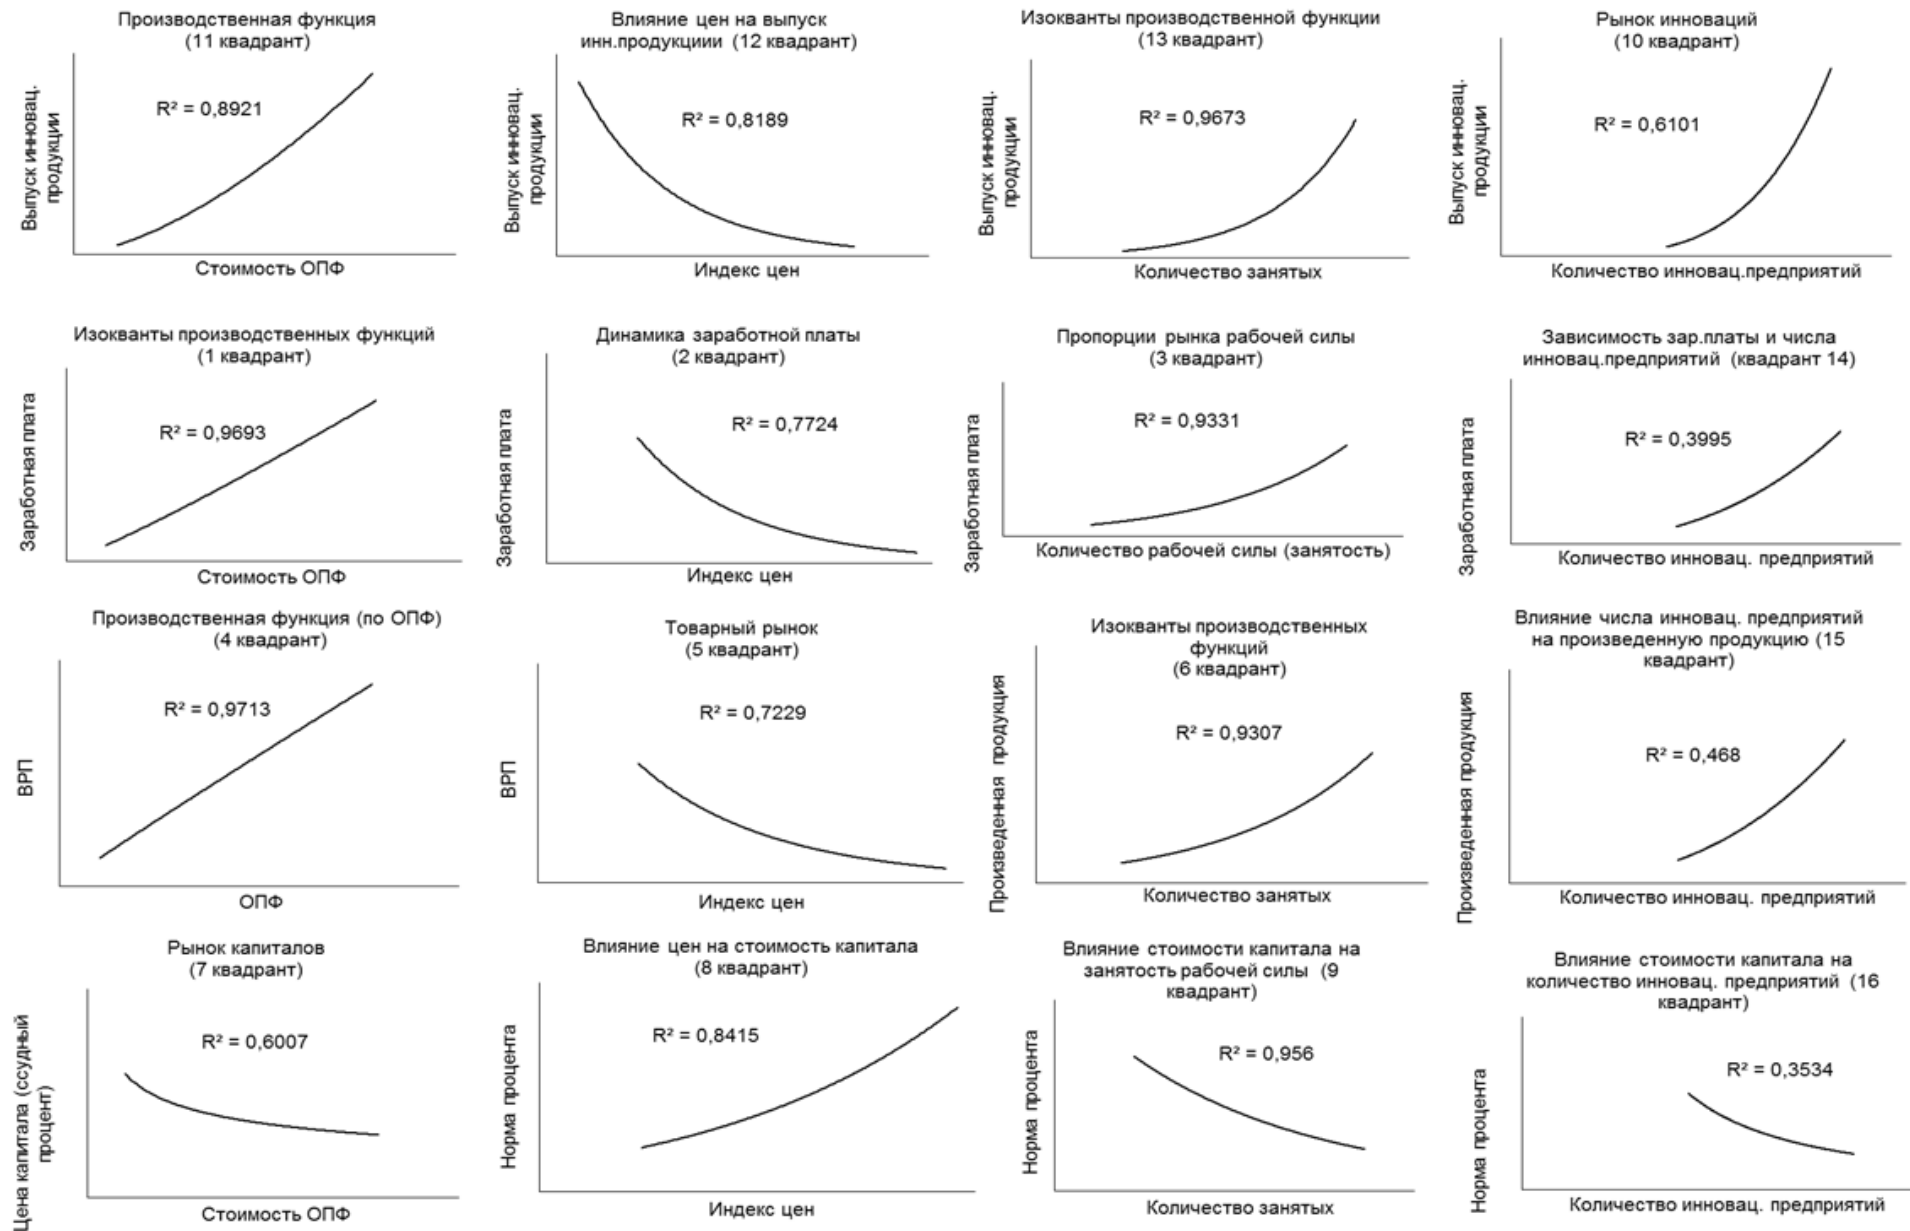 Производственная функция
(11 квадрант)
Выпуск инновац.
продукции
R² = 0,8921
Стоимость ОПФ
Влияние цен на выпуск
инн.продукциии (12 квадрант)
Выпуск инновац.
продукции
R² = 0,8189
Индекс цен
Изокванты производственной функции
(13 квадрант)
Выпуск инновац.
продукции
R² = 0,9673
Количество занятых
Рынок инноваций
(10 квадрант)
Выпуск инновац.
продукции
R² = 0,6101
Количество инновац.предприятий
Изокванты производственных функций
(1 квадрант)
Заработная плата
R² = 0,9693
Стоимость ОПФ
Динамика заработной платы
(2 квадрант)
Заработная плата
R² = 0,7724
Индекс цен
Пропорции рынка рабочей силы
(3 квадрант)
Заработная плата
R² = 0,9331
Количество рабочей силы (занятость)
Зависимость зар.платы и числа
инновац.предприятий (квадрант 14)
Заработная плата
R² = 0,3995
Количество инновац. предприятий
Производственная функция (по ОПФ)
(4 квадрант)
ВРП
R² = 0,9713
ОПФ
Товарный рынок
(5 квадрант)
ВРП
R² = 0,7229
Индекс цен
Изокванты производственных
функций
(6 квадрант)
Произведенная продукция
R² = 0,9307
Количество занятых
Влияние числа инновац. предприятий
на произведенную продукцию (15
квадрант)
Произведенная продукция
R² = 0,468
Количество инновац. предприятий
Рынок капиталов
(7 квадрант)
Цена капитала (ссудный
процент)
R² = 0,6007
Стоимость ОПФ
Влияние цен на стоимость капитала
(8 квадрант)
Норма процента
R² = 0,8415
Индекс цен
Влияние стоимости капитала на
занятость рабочей силы (9
квадрант)
Норма процента
R² = 0,956
Количество занятых
Влияние стоимости капитала на
количество инновац. предприятий (16
квадрант)
Норма процента
R² = 0,3534
Количество инновац. предприятий